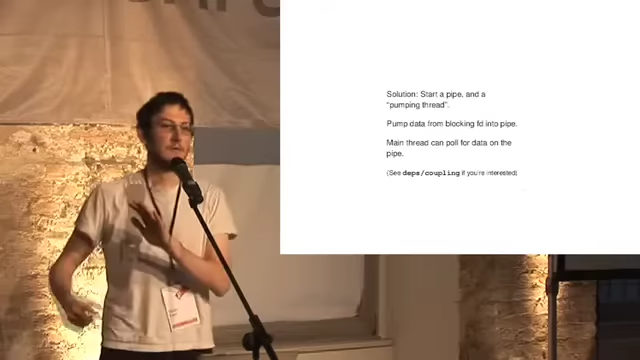 Solution: Start a pipe, and a
"pumping thread".
Pump data from blocking fd into pipe.
Main thread can poll for data on the
pipe.
(See deps/coupling if you're interested)